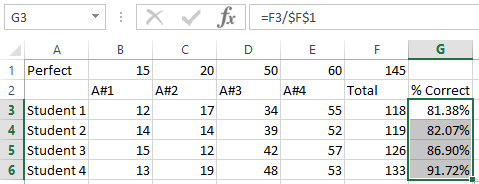 G3 =F3/$F$1
A B C D E F G
1 Perfect 15 20 50 60 145
2 A#1 A#2 A#3 A#4 Total % Correct
3 Student 1 12 17 34 55 118 81.38%
4 Student 2 14 14 39 52 119 82.07%
5 Student 3 15 12 42 57 126 86.90%
6 Student 4 13 19 48 53 133 91.72%